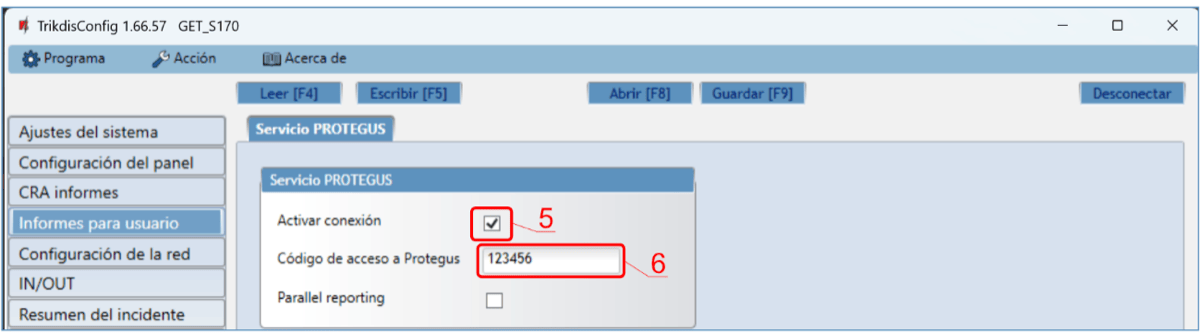 TrikdisConfig 1.66.57 GET_S170
Programa Acción Acerca de
Leer [F4] Escribir [F5] Abrir [F8] Guardar [F9] Desconectar
Ajustes del sistema
Configuración del panel
CRA informes
Informes para usuario
Configuración de la red
IN/OUT
Resumen del incidente
Servicio PROTEGUS
Servicio PROTEGUS
Activar conexión 5
Código de acceso a Protegus 123456 6
Parallel reporting